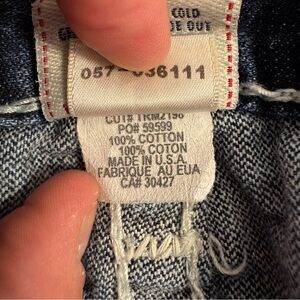 COLD
DE OUT
057-036111
CUT# TRM2196
PO# 59599
100% COTTON
100% COTON
MADE IN U.S.A.
FABRIQUE AU EUA
CA# 30427